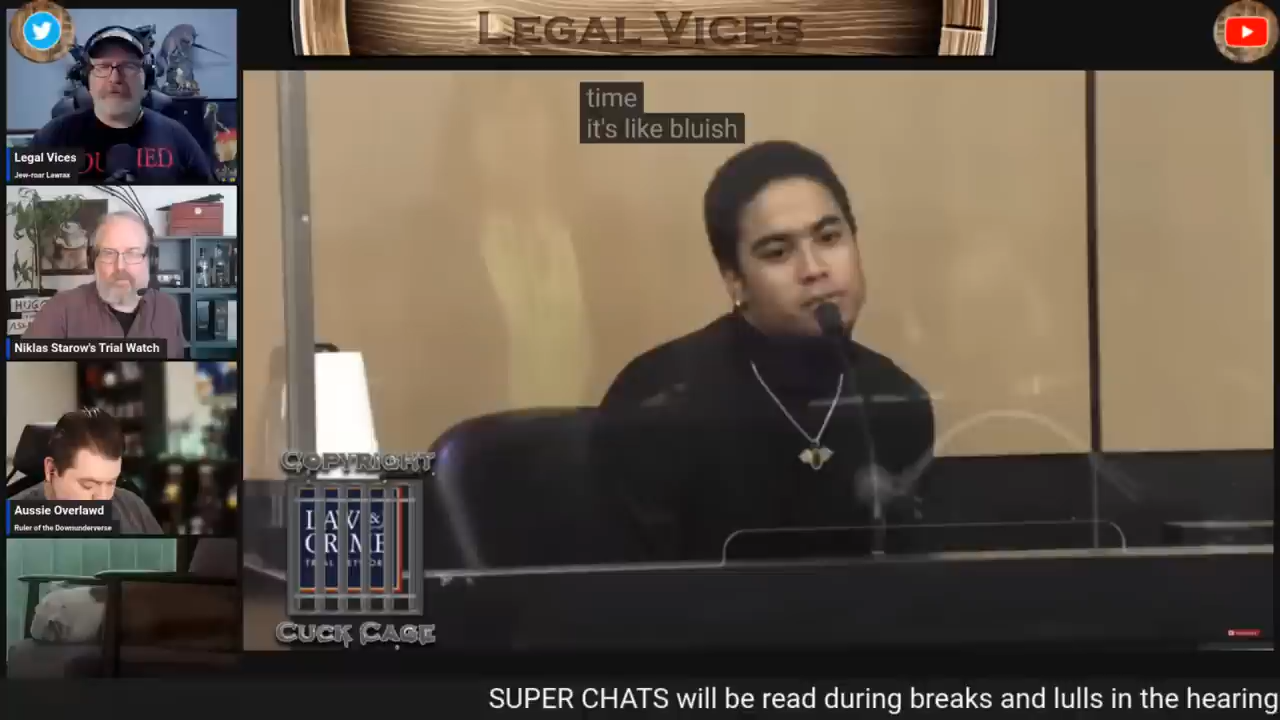 LEGAL VICES
time
it's like bluish
Legal Vices
Jew-roar Lawrax
Niklas Starow's Trial Watch
Aussie Overlawd
Ruler of the Downunderverse
COPYRIGHT
LAW &
CRIME
CUCK CAGE
SUPER CHATS will be read during breaks and lulls in the hearing